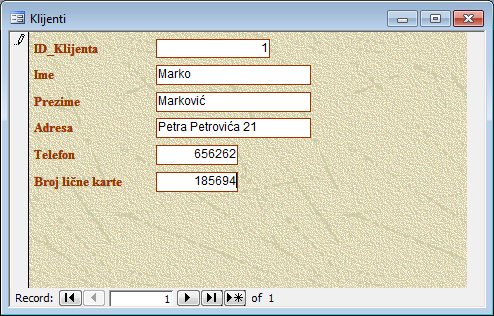 Klijenti
ID_Klijenta 1
Ime Marko
Prezime Marković
Adresa Petra Petrovića 21
Telefon 656262
Broj lične karte 185694
Record: 1 of 1